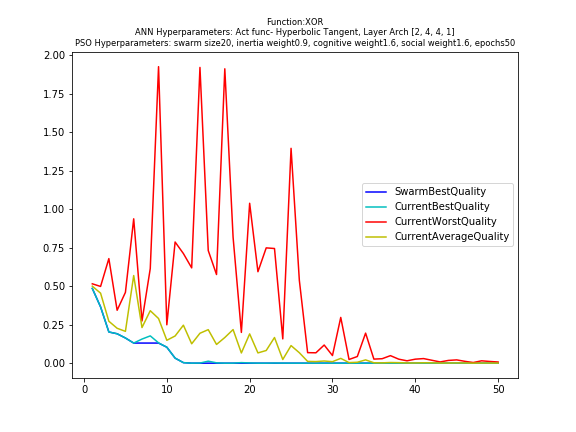 Function:XOR
ANN Hyperparameters: Act func- Hyperbolic Tangent, Layer Arch [2, 4, 4, 1]
PSO Hyperparameters: swarm size20, inertia weight0.9, cognitive weight1.6, social weight1.6, epochs50
2.00
1.75
1.50
1.25
1.00
0.75
0.50
0.25
0.00
SwarmBestQuality
CurrentBestQuality
CurrentWorstQuality
CurrentAverageQuality
0 10 20 30 40 50